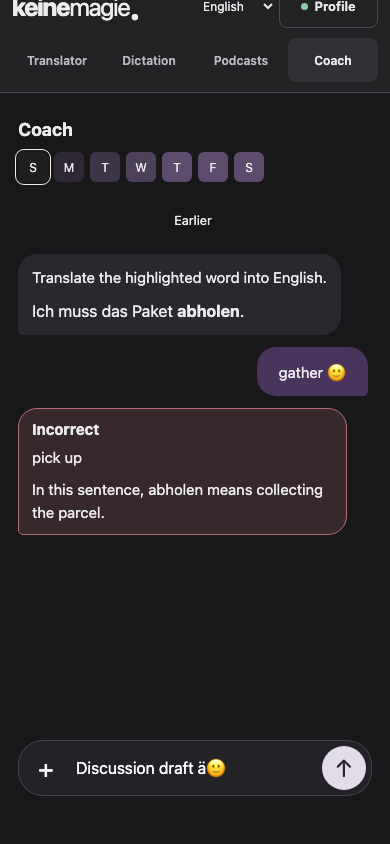 keinemagie.
English
Profile
Translator
Dictation
Podcasts
Coach
Coach
S M T W T F S
Earlier
Translate the highlighted word into English.
Ich muss das Paket abholen.
gather 🙂
Incorrect
pick up
In this sentence, abholen means collecting
the parcel.
+ Discussion draft ä🙂